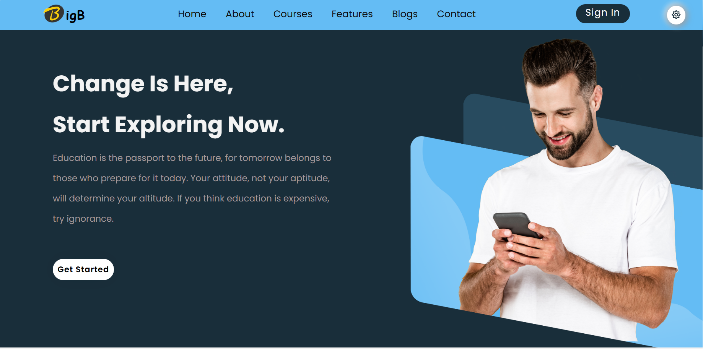 BigB
Home About Courses Features Blogs Contact
Sign In
Change Is Here,
Start Exploring Now.
Education is the passport to the future, for tomorrow belongs to
those who prepare for it today. Your attitude, not your aptitude,
will determine your altitude. If you think education is expensive,
try ignorance.
Get Started